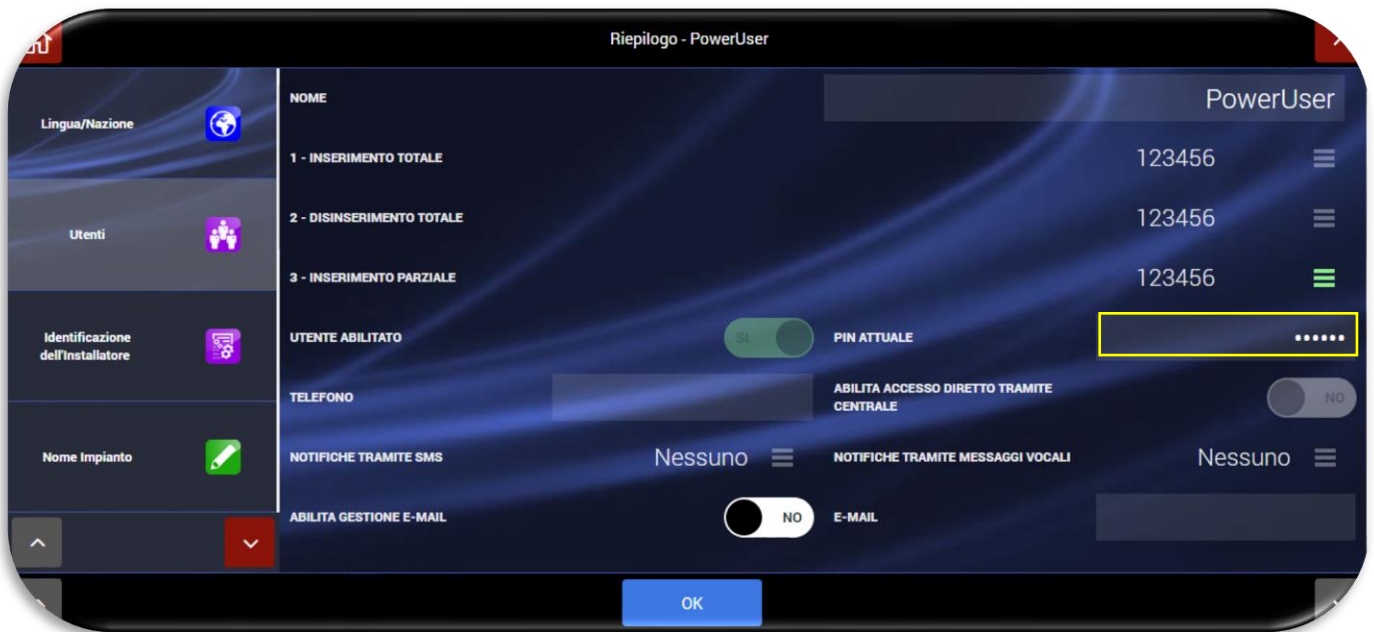 Riepilogo - PowerUser
Lingua/Nazione
Utenti
Identificazione
dell'Installatore
Nome Impianto
NOME
PowerUser
1 - INSERIMENTO TOTALE
123456
2 - DISINSERIMENTO TOTALE
123456
3 - INSERIMENTO PARZIALE
123456
UTENTE ABILITATO
SI
PIN ATTUALE
••••••
TELEFONO
ABILITA ACCESSO DIRETTO TRAMITE
CENTRALE
NO
NOTIFICHE TRAMITE SMS
Nessuno
NOTIFICHE TRAMITE MESSAGGI VOCALI
Nessuno
ABILITA GESTIONE E-MAIL
NO
E-MAIL
OK